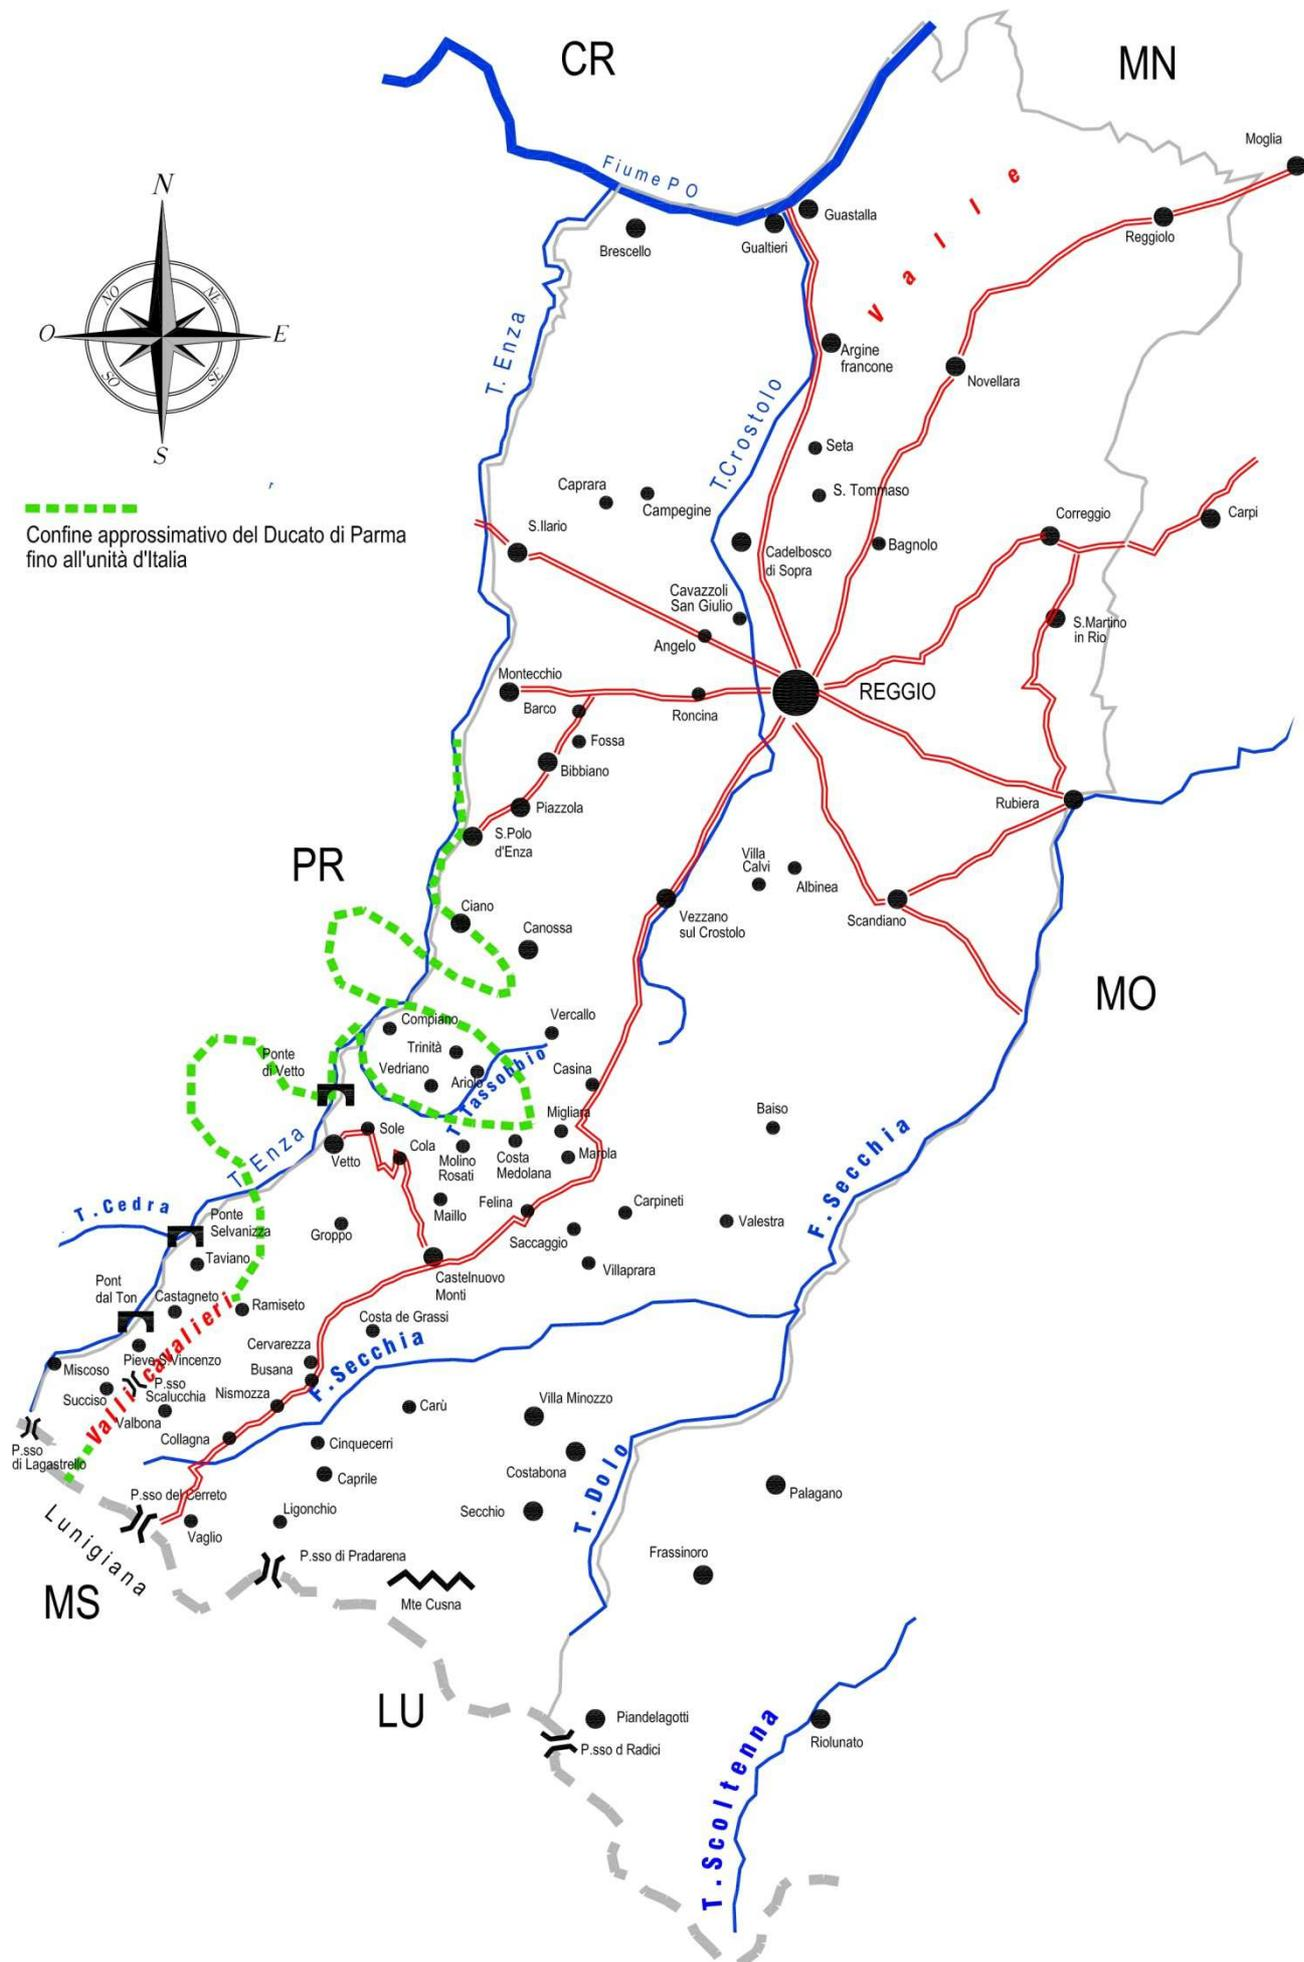 CR
MN
Moglia
Fiume PO
Valle
N
NO
NE
O
E
SO
SE
S
Brescello
Gualtieri
Guastalla
Reggiolo
T. Enza
Argine
francone
Novellara
T.Crostolo
Seta
Caprara
Campegine
S. Tommaso
S.Ilario
Correggio
Carpi
Confine approssimativo del Ducato di Parma
fino all'unità d'Italia
Cadelbosco
di Sopra
Bagnolo
Cavazzoli
San Giulio
Angelo
S.Martino
in Rio
Montecchio
Barco
Roncina
REGGIO
Fossa
Bibbiano
Piazzola
S.Polo
d'Enza
Rubiera
PR
Villa
Calvi
Albinea
Ciano
Canossa
Vezzano
sul Crostolo
Scandiano
MO
Compiano
Vercallo
Trinità
Ponte
di Vetto
Vedriano
Ariolo
T. Tassobbio
Casina
Migliara
Baiso
Sole
Vetto
Cola
Molino
Rosati
Costa
Medolana
Marola
T. Enza
F. Secchia
T. Cedra
Ponte
Selvanizza
Groppo
Maillo
Felina
Carpineti
Valestra
Saccaggio
Taviano
Villaprara
Castelnuovo
Monti
Pont
dal Ton
Castagneto
Ramiseto
Costa de Grassi
Valli cavalieri
Cervarezza
F. Secchia
Miscoso
Pieve S.Vincenzo
Busana
Succiso
P.sso
Scalucchia
Nismozza
Valbona
Carù
Villa Minozzo
P.sso
di Lagastrello
Collagna
Cinquecerri
Caprile
Costabona
T. Dolo
Palagano
P.sso del Cerreto
Ligonchio
Secchio
Vaglio
Lunigiana
Frassinoro
P.sso di Pradarena
MS
Mte Cusna
LU
Piandelagotti
P.sso d Radici
Riolunato
T. Scoltenna